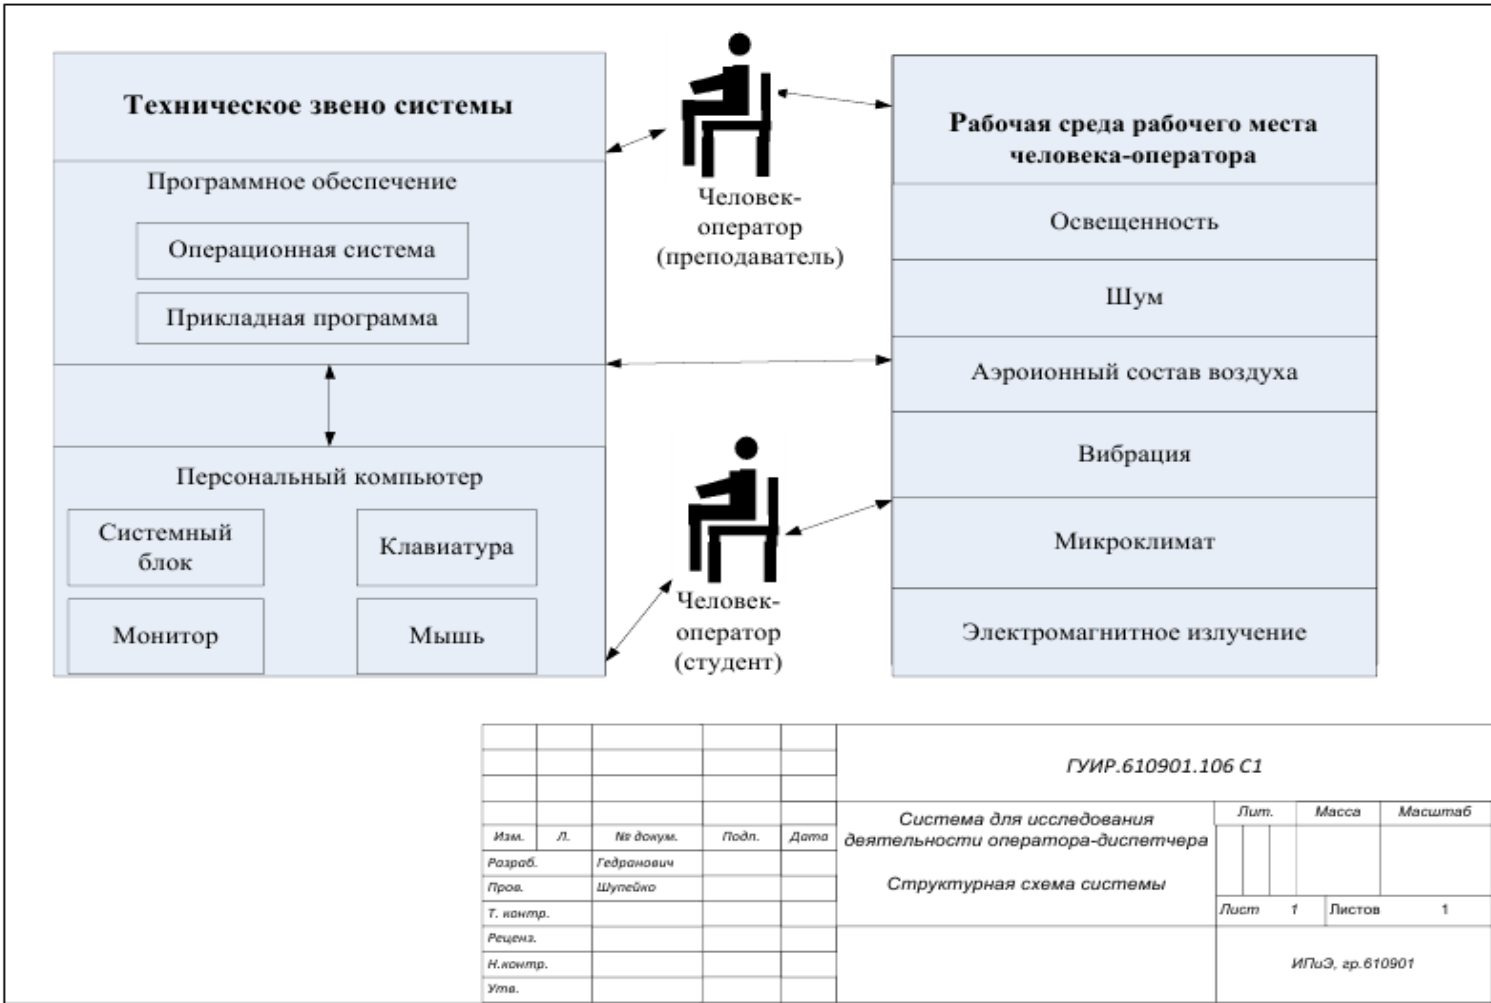 Техническое звено системы
Программное обеспечение
Операционная система
Прикладная программа
Персональный компьютер
Системный
блок
Клавиатура
Монитор
Мышь
Человек-
оператор
(преподаватель)
Человек-
оператор
(студент)
Рабочая среда рабочего места
человека-оператора
Освещенность
Шум
Аэроионный состав воздуха
Вибрация
Микроклимат
Электромагнитное излучение
ГУИР.610901.106 С1
Изм. Л. № докум. Подп. Дата
Разраб. Гедранович
Пров. Шупейко
Т. контр.
Реценз.
Н.контр.
Утв.
Система для исследования
деятельности оператора-диспетчера
Структурная схема системы
Лит. Масса Масштаб
Лист 1 Листов 1
ИПиЭ, гр.610901